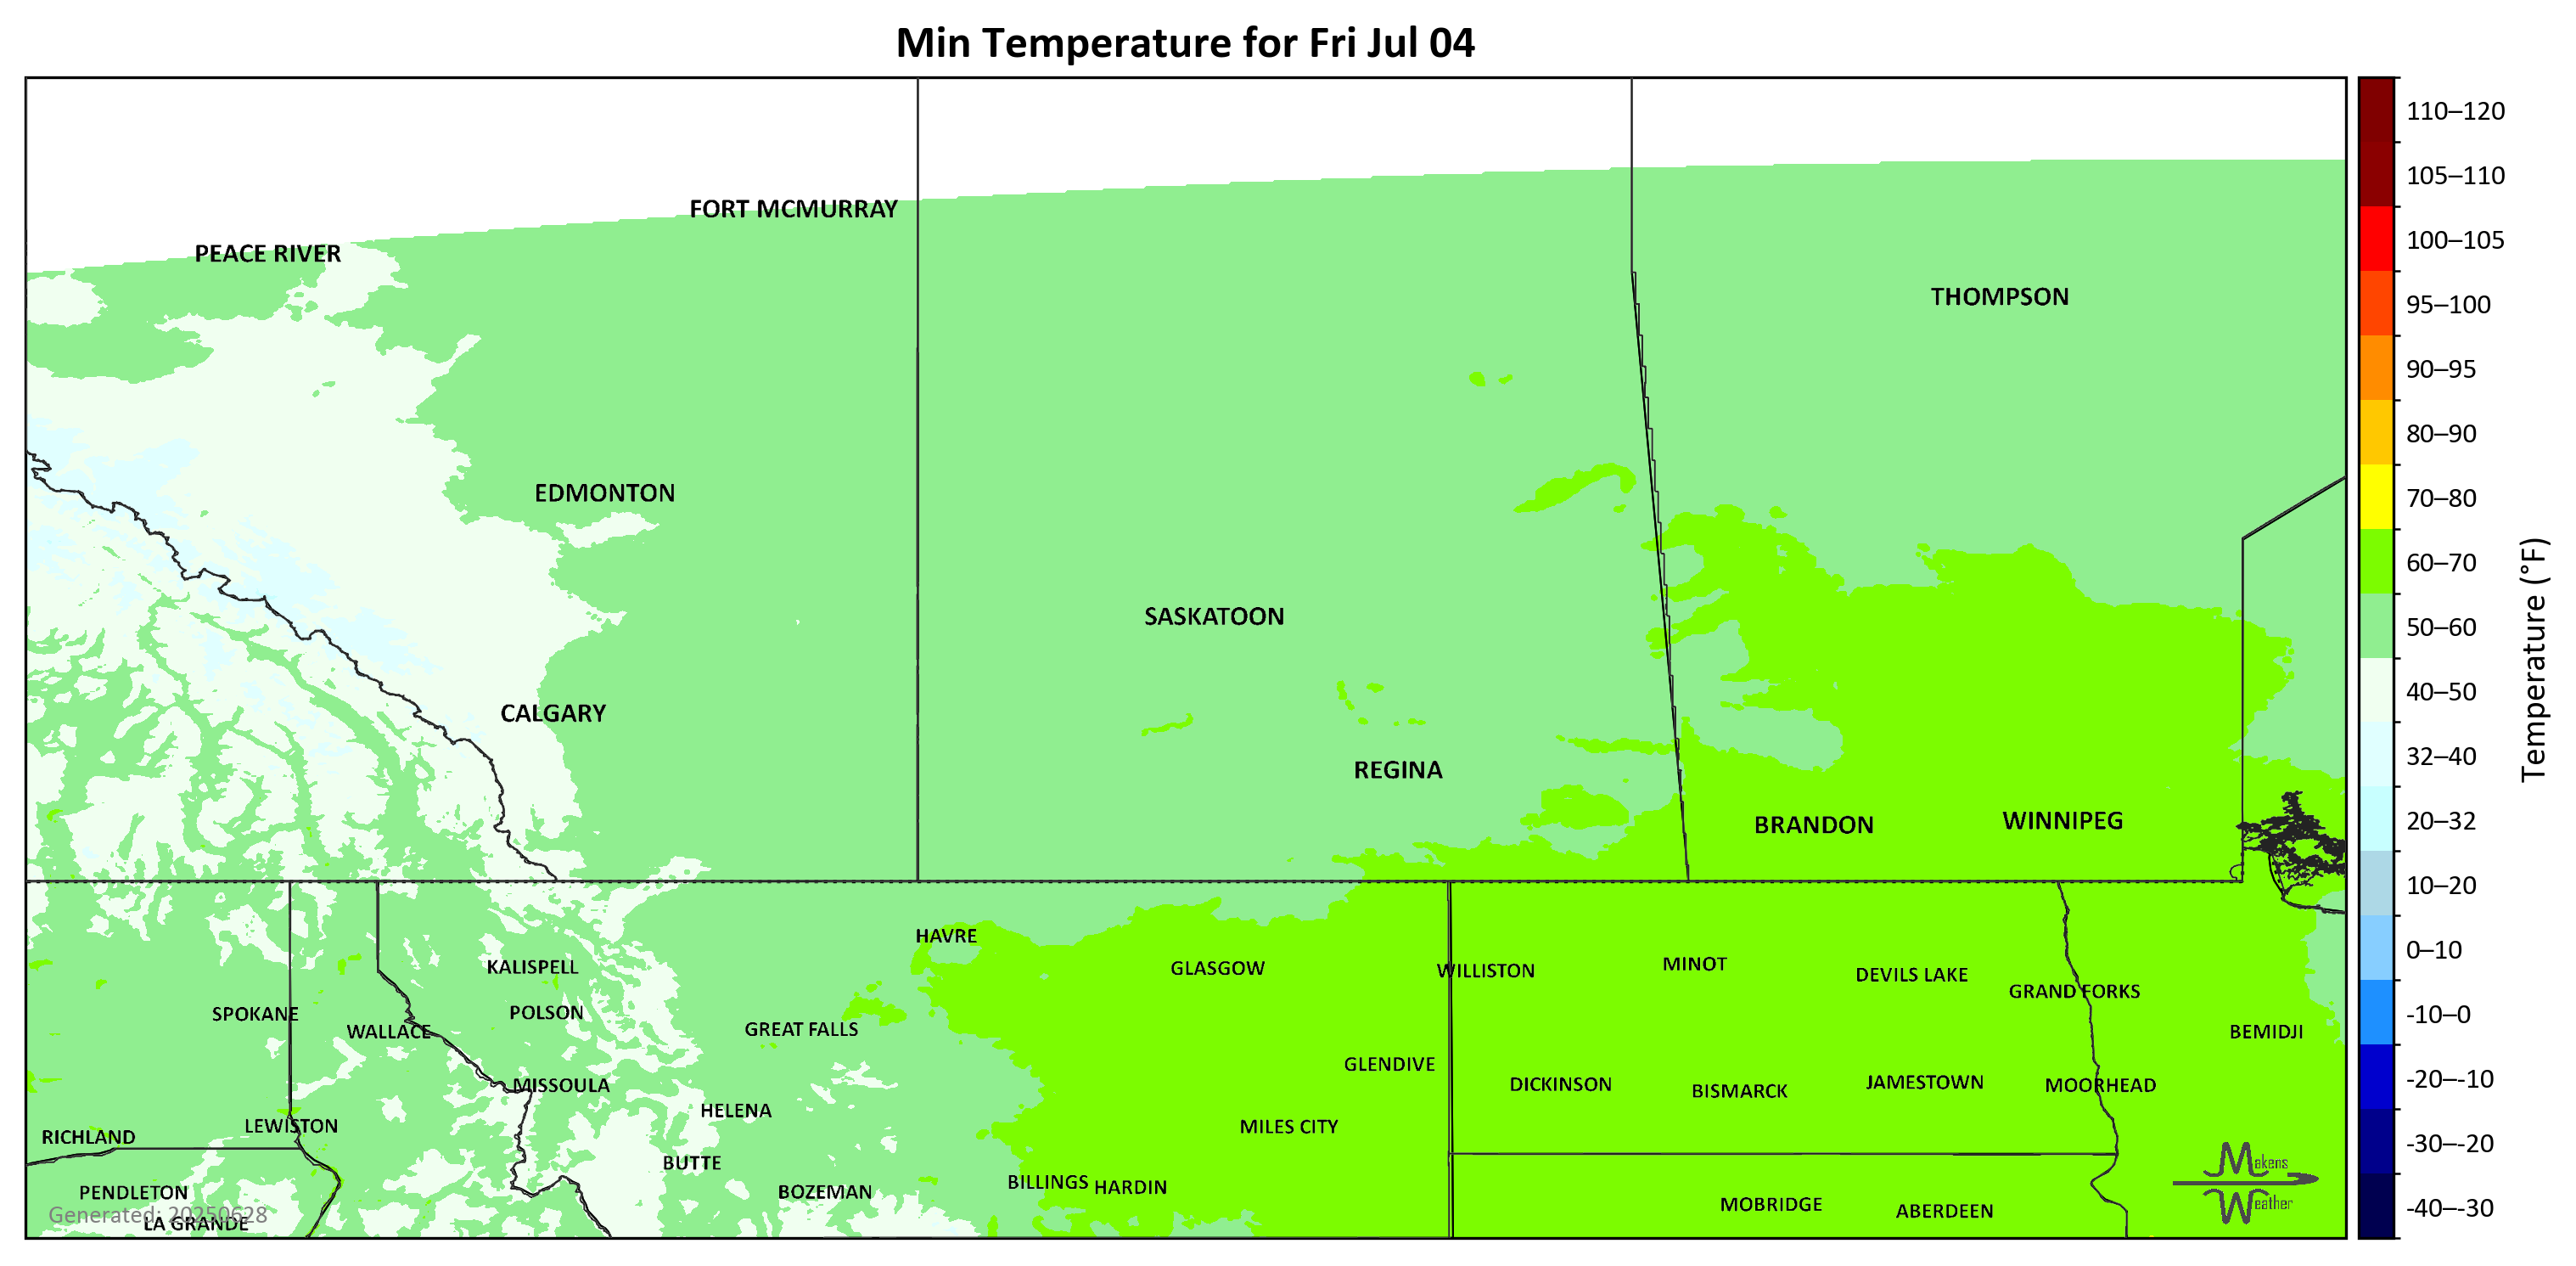 Min Temperature for Fri Jul 04
110–120
105–110
100–105
95–100
90–95
80–90
70–80
60–70
50–60
40–50
32–40
20–32
10–20
0–10
-10–0
-20–-10
-30–-20
-40–-30
Temperature (°F)
FORT MCMURRAY
PEACE RIVER
THOMPSON
EDMONTON
SASKATOON
CALGARY
REGINA
BRANDON
WINNIPEG
HAVRE
KALISPELL
GLASGOW
WILLISTON
MINOT
DEVILS LAKE
GRAND FORKS
SPOKANE
POLSON
WALLACE
GREAT FALLS
BEMIDJI
GLENDIVE
MISSOULA
DICKINSON
BISMARCK
JAMESTOWN
MOORHEAD
HELENA
LEWISTON
MILES CITY
RICHLAND
BUTTE
PENDLETON
BOZEMAN
BILLINGS
HARDIN
MOBRIDGE
ABERDEEN
LA GRANDE
Generated: 20250628
Makens
Weather